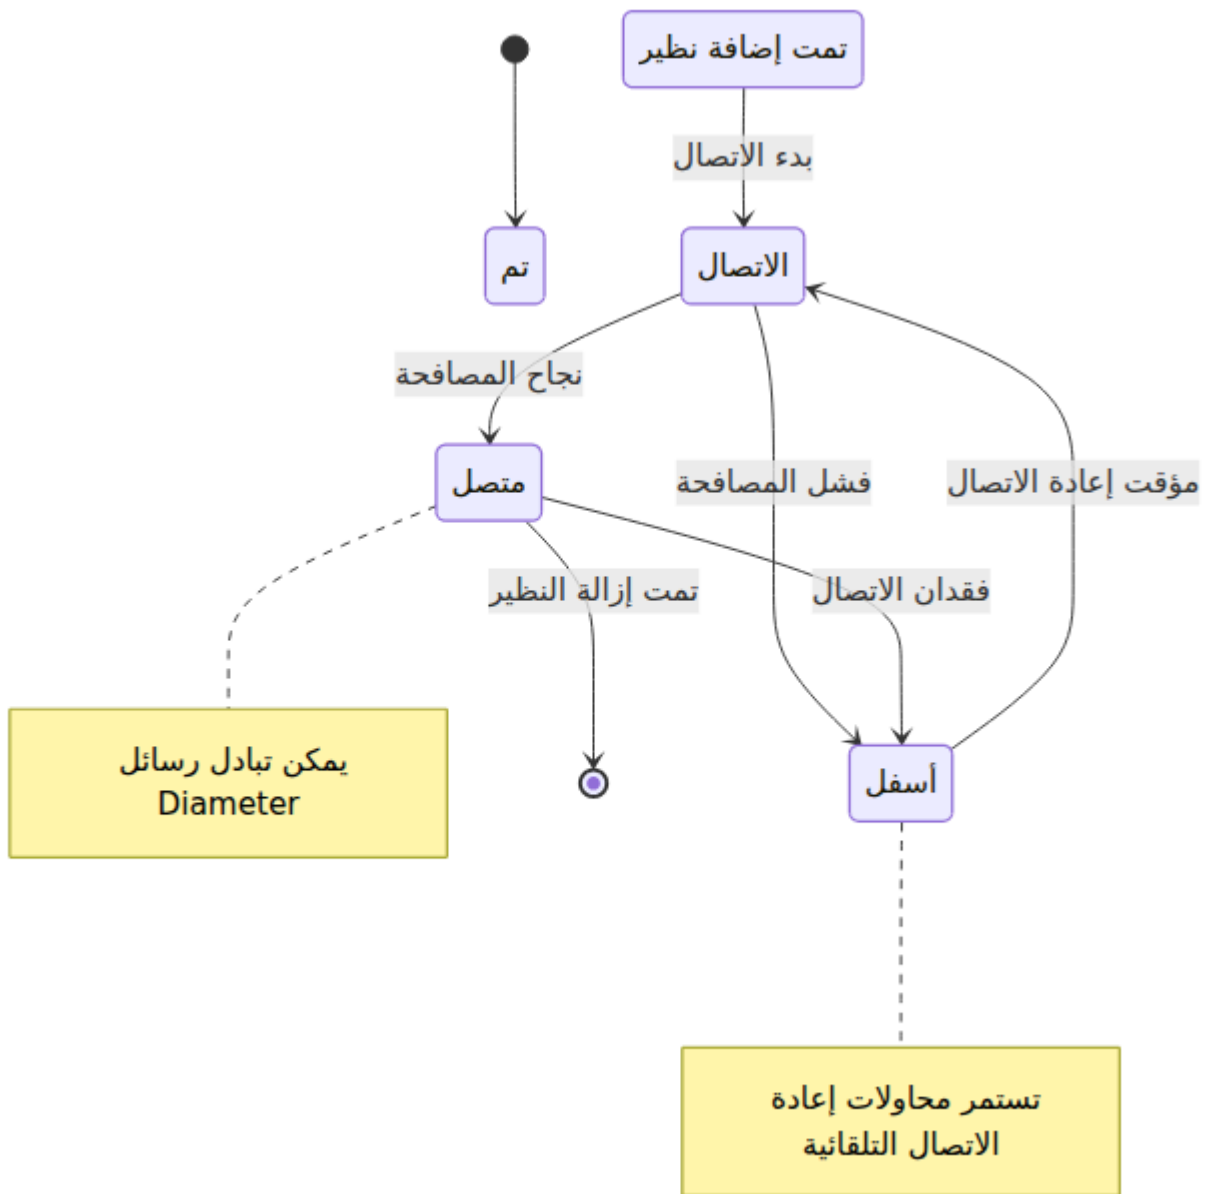 تمت إضافة نظير
بدء الاتصال
تم
الاتصال
نجاح المصافحة
متصل
فشل المصافحة
مؤقت إعادة الاتصال
تمت إزالة النظير
فقدان الاتصال
يمكن تبادل رسائل
Diameter
أسفل
تستمر محاولات إعادة
الاتصال التلقائية